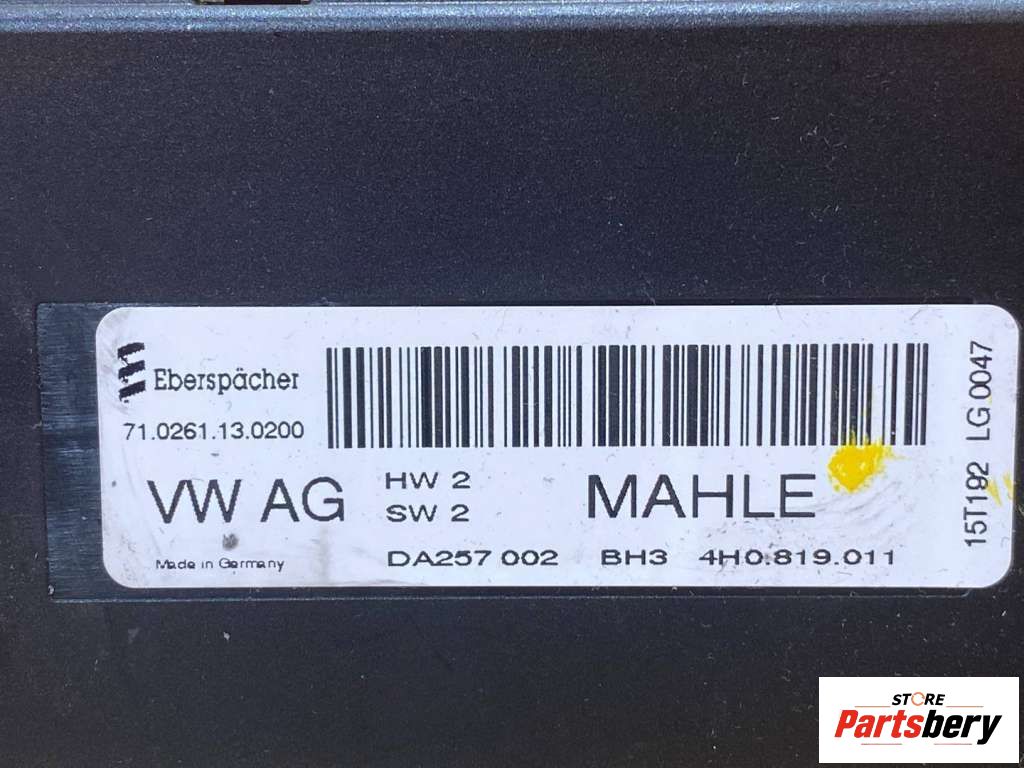 Eberspächer
71.0261.13.0200
VW AG
HW 2
SW 2
MAHLE
Made in Germany
DA257 002 BH3 4H0.819.011
15T192 LG 0047
STORE
Partsbery